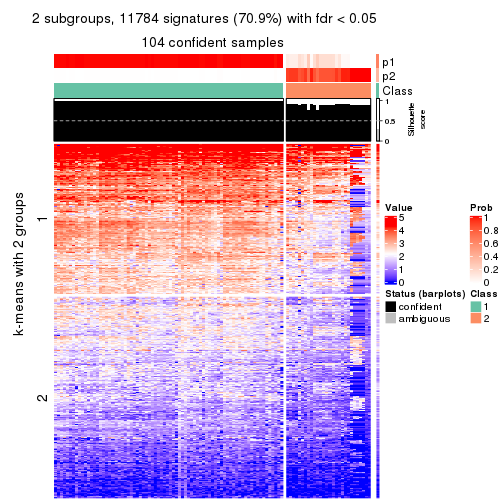 2 subgroups, 11784 signatures (70.9%) with fdr < 0.05
104 confident samples
p1
p2
Class
1
0.5
0
Silhouette
score
k-means with 2 groups
1
2
Value
5
4
3
2
1
0
Prob
1
0.8
0.6
0.4
0.2
0
Status (barplots)
confident
ambiguous
Class
1
2